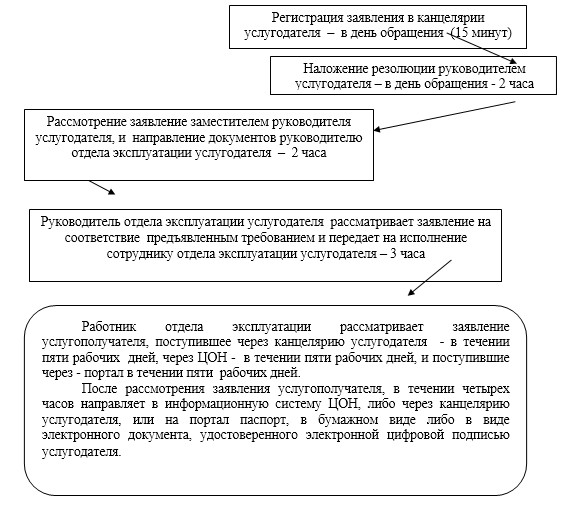 Регистрация заявления в канцелярии
услугодателя – в день обращения (15 минут)
Наложение резолюции руководителем
услугодателя – в день обращения - 2 часа
Рассмотрение заявление заместителем руководителя
услугодателя, и направление документов руководителю
отдела эксплуатации услугодателя – 2 часа
Руководитель отдела эксплуатации услугодателя рассматривает заявление на
соответствие предъявленным требованием и передает на исполнение
сотруднику отдела эксплуатации услугодателя – 3 часа
Работник отдела эксплуатации рассматривает заявление
услугополучателя, поступившее через канцелярию услугодателя - в течении
пяти рабочих дней, через ЦОН - в течении пяти рабочих дней, и поступившие
через - портал в течении пяти рабочих дней.
После рассмотрения заявления услугополучателя, в течении четырех
часов направляет в информационную систему ЦОН, либо через канцелярию
услугодателя, или на портал паспорт, в бумажном виде либо в виде
электронного документа, удостоверенного электронной цифровой подписью
услугодателя.